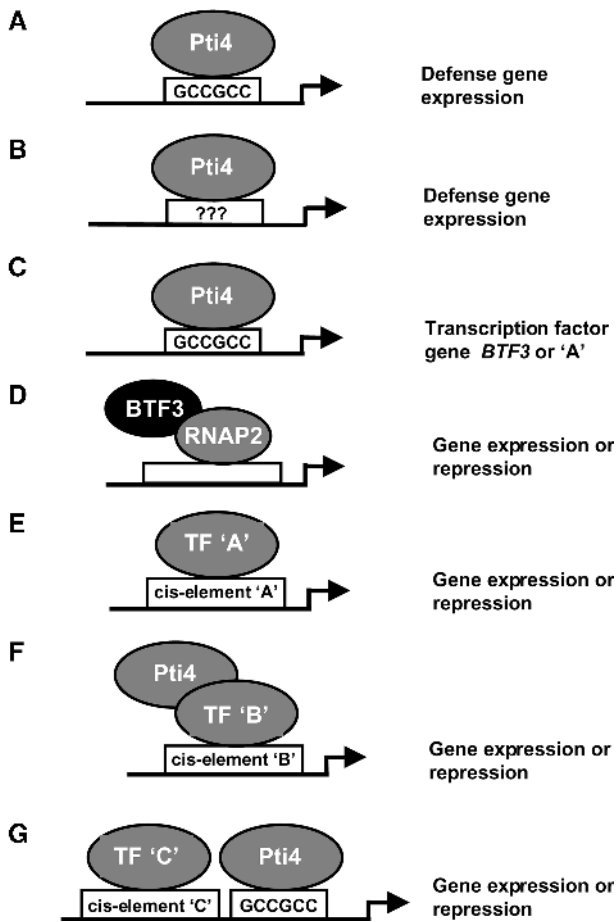 A
Pti4
GCCGCC
Defense gene
expression
B
Pti4
???
Defense gene
expression
C
Pti4
GCCGCC
Transcription factor
gene BTF3 or ‘A’
D
BTF3
RNAP2
Gene expression or
repression
E
TF ‘A’
cis-element ‘A’
Gene expression or
repression
F
Pti4
TF ‘B’
cis-element ‘B’
Gene expression or
repression
G
TF ‘C’
Pti4
cis-element ‘C’
GCCGCC
Gene expression or
repression